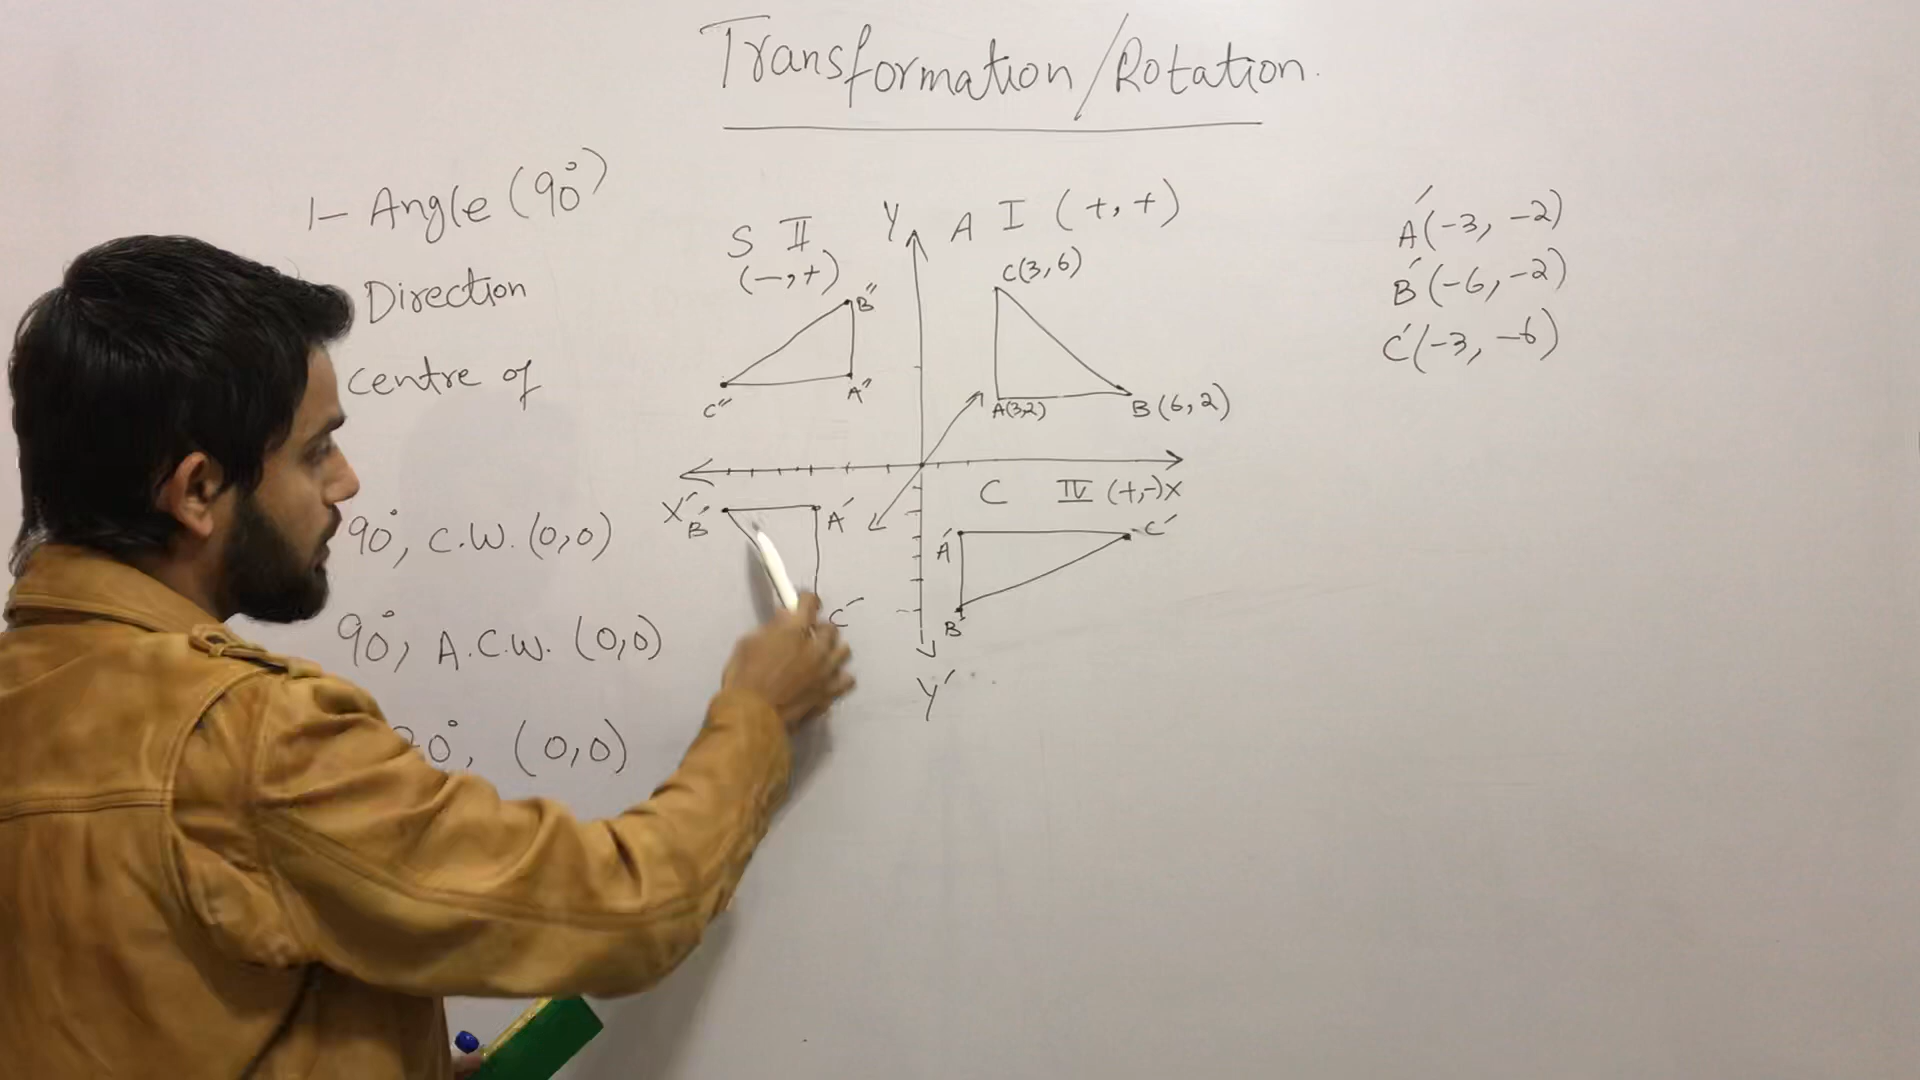 Transformation/Rotation.
1- Angle (90°)
Direction
centre of
90°, C.W. (0,0)
90°, A.C.W. (0,0)
0°, (0,0)
S II
(-,+)
Y
A I (+,+)
C(3,6)
A(3,2)
B(6,2)
B"
A"
C"
X'
B'
A'
C'
C IV (+,-)X
A'
C'
B'
Y'
A'(-3, -2)
B'(-6, -2)
C'(-3, -6)